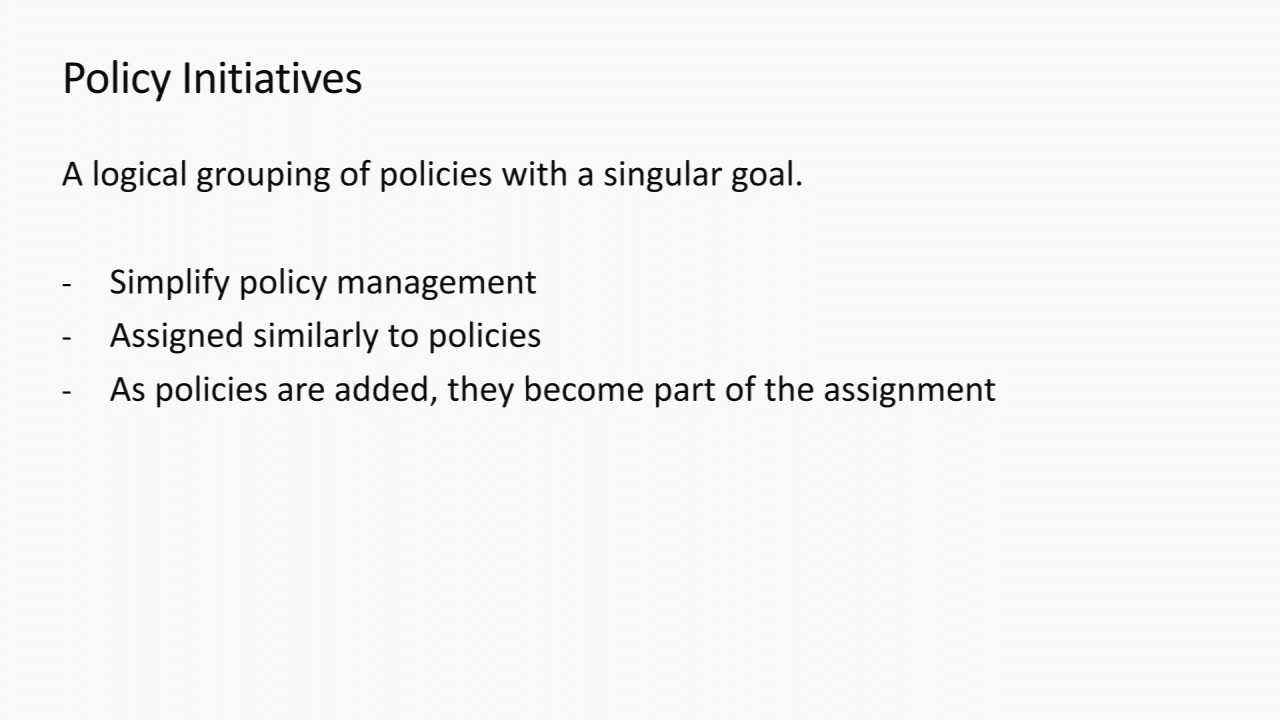 Policy Initiatives
A logical grouping of policies with a singular goal.
- Simplify policy management
- Assigned similarly to policies
- As policies are added, they become part of the assignment